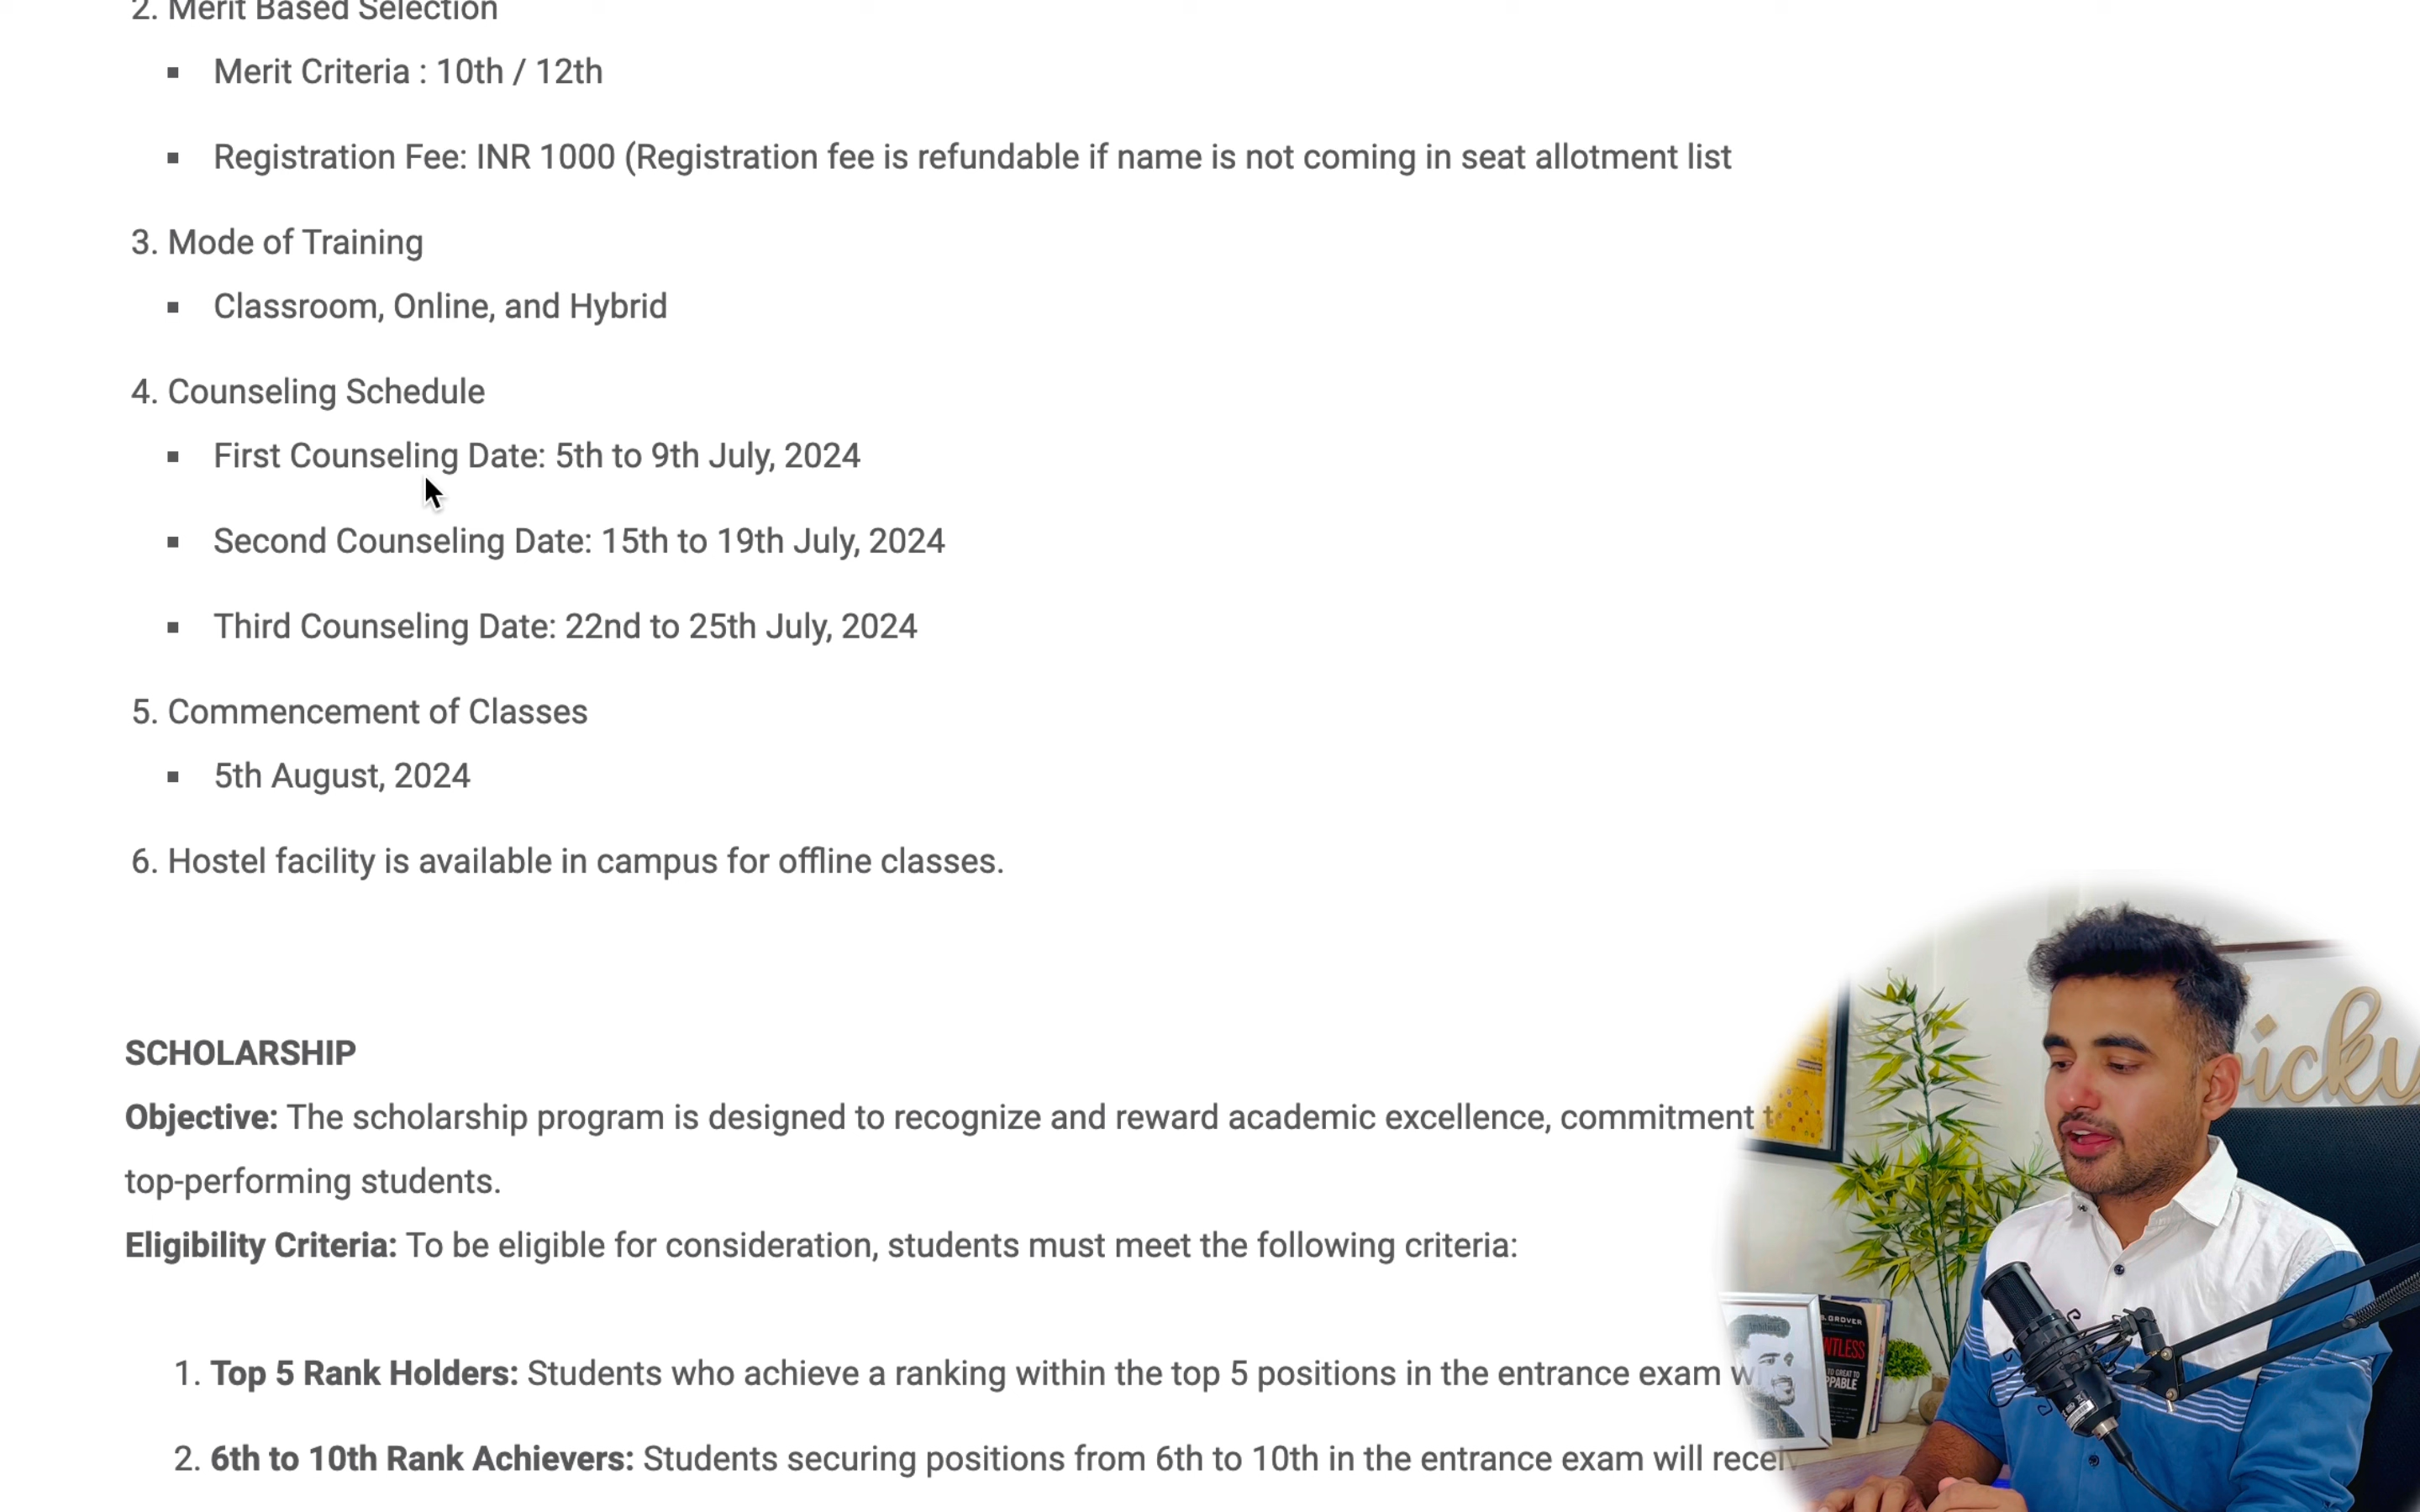 2. Merit Based Selection
▪ Merit Criteria : 10th / 12th
▪ Registration Fee: INR 1000 (Registration fee is refundable if name is not coming in seat allotment list
3. Mode of Training
▪ Classroom, Online, and Hybrid
4. Counseling Schedule
▪ First Counseling Date: 5th to 9th July, 2024
▪ Second Counseling Date: 15th to 19th July, 2024
▪ Third Counseling Date: 22nd to 25th July, 2024
5. Commencement of Classes
▪ 5th August, 2024
6. Hostel facility is available in campus for offline classes.
SCHOLARSHIP
Objective: The scholarship program is designed to recognize and reward academic excellence, commitment
top-performing students.
Eligibility Criteria: To be eligible for consideration, students must meet the following criteria:
1. Top 5 Rank Holders: Students who achieve a ranking within the top 5 positions in the entrance exam
2. 6th to 10th Rank Achievers: Students securing positions from 6th to 10th in the entrance exam will
icky
GROVER